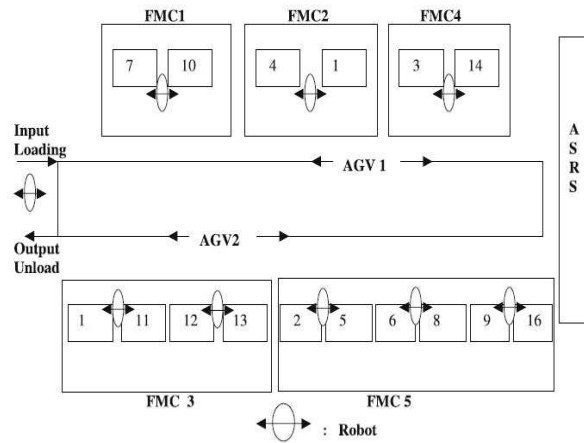 FMC1 FMC2 FMC4
7 10 4 1 3 14
A
S
R
S
Input
Loading
AGV 1
AGV2
Output
Unload
1 11 12 13 2 5 6 8 9 16
FMC 3 FMC 5
: Robot